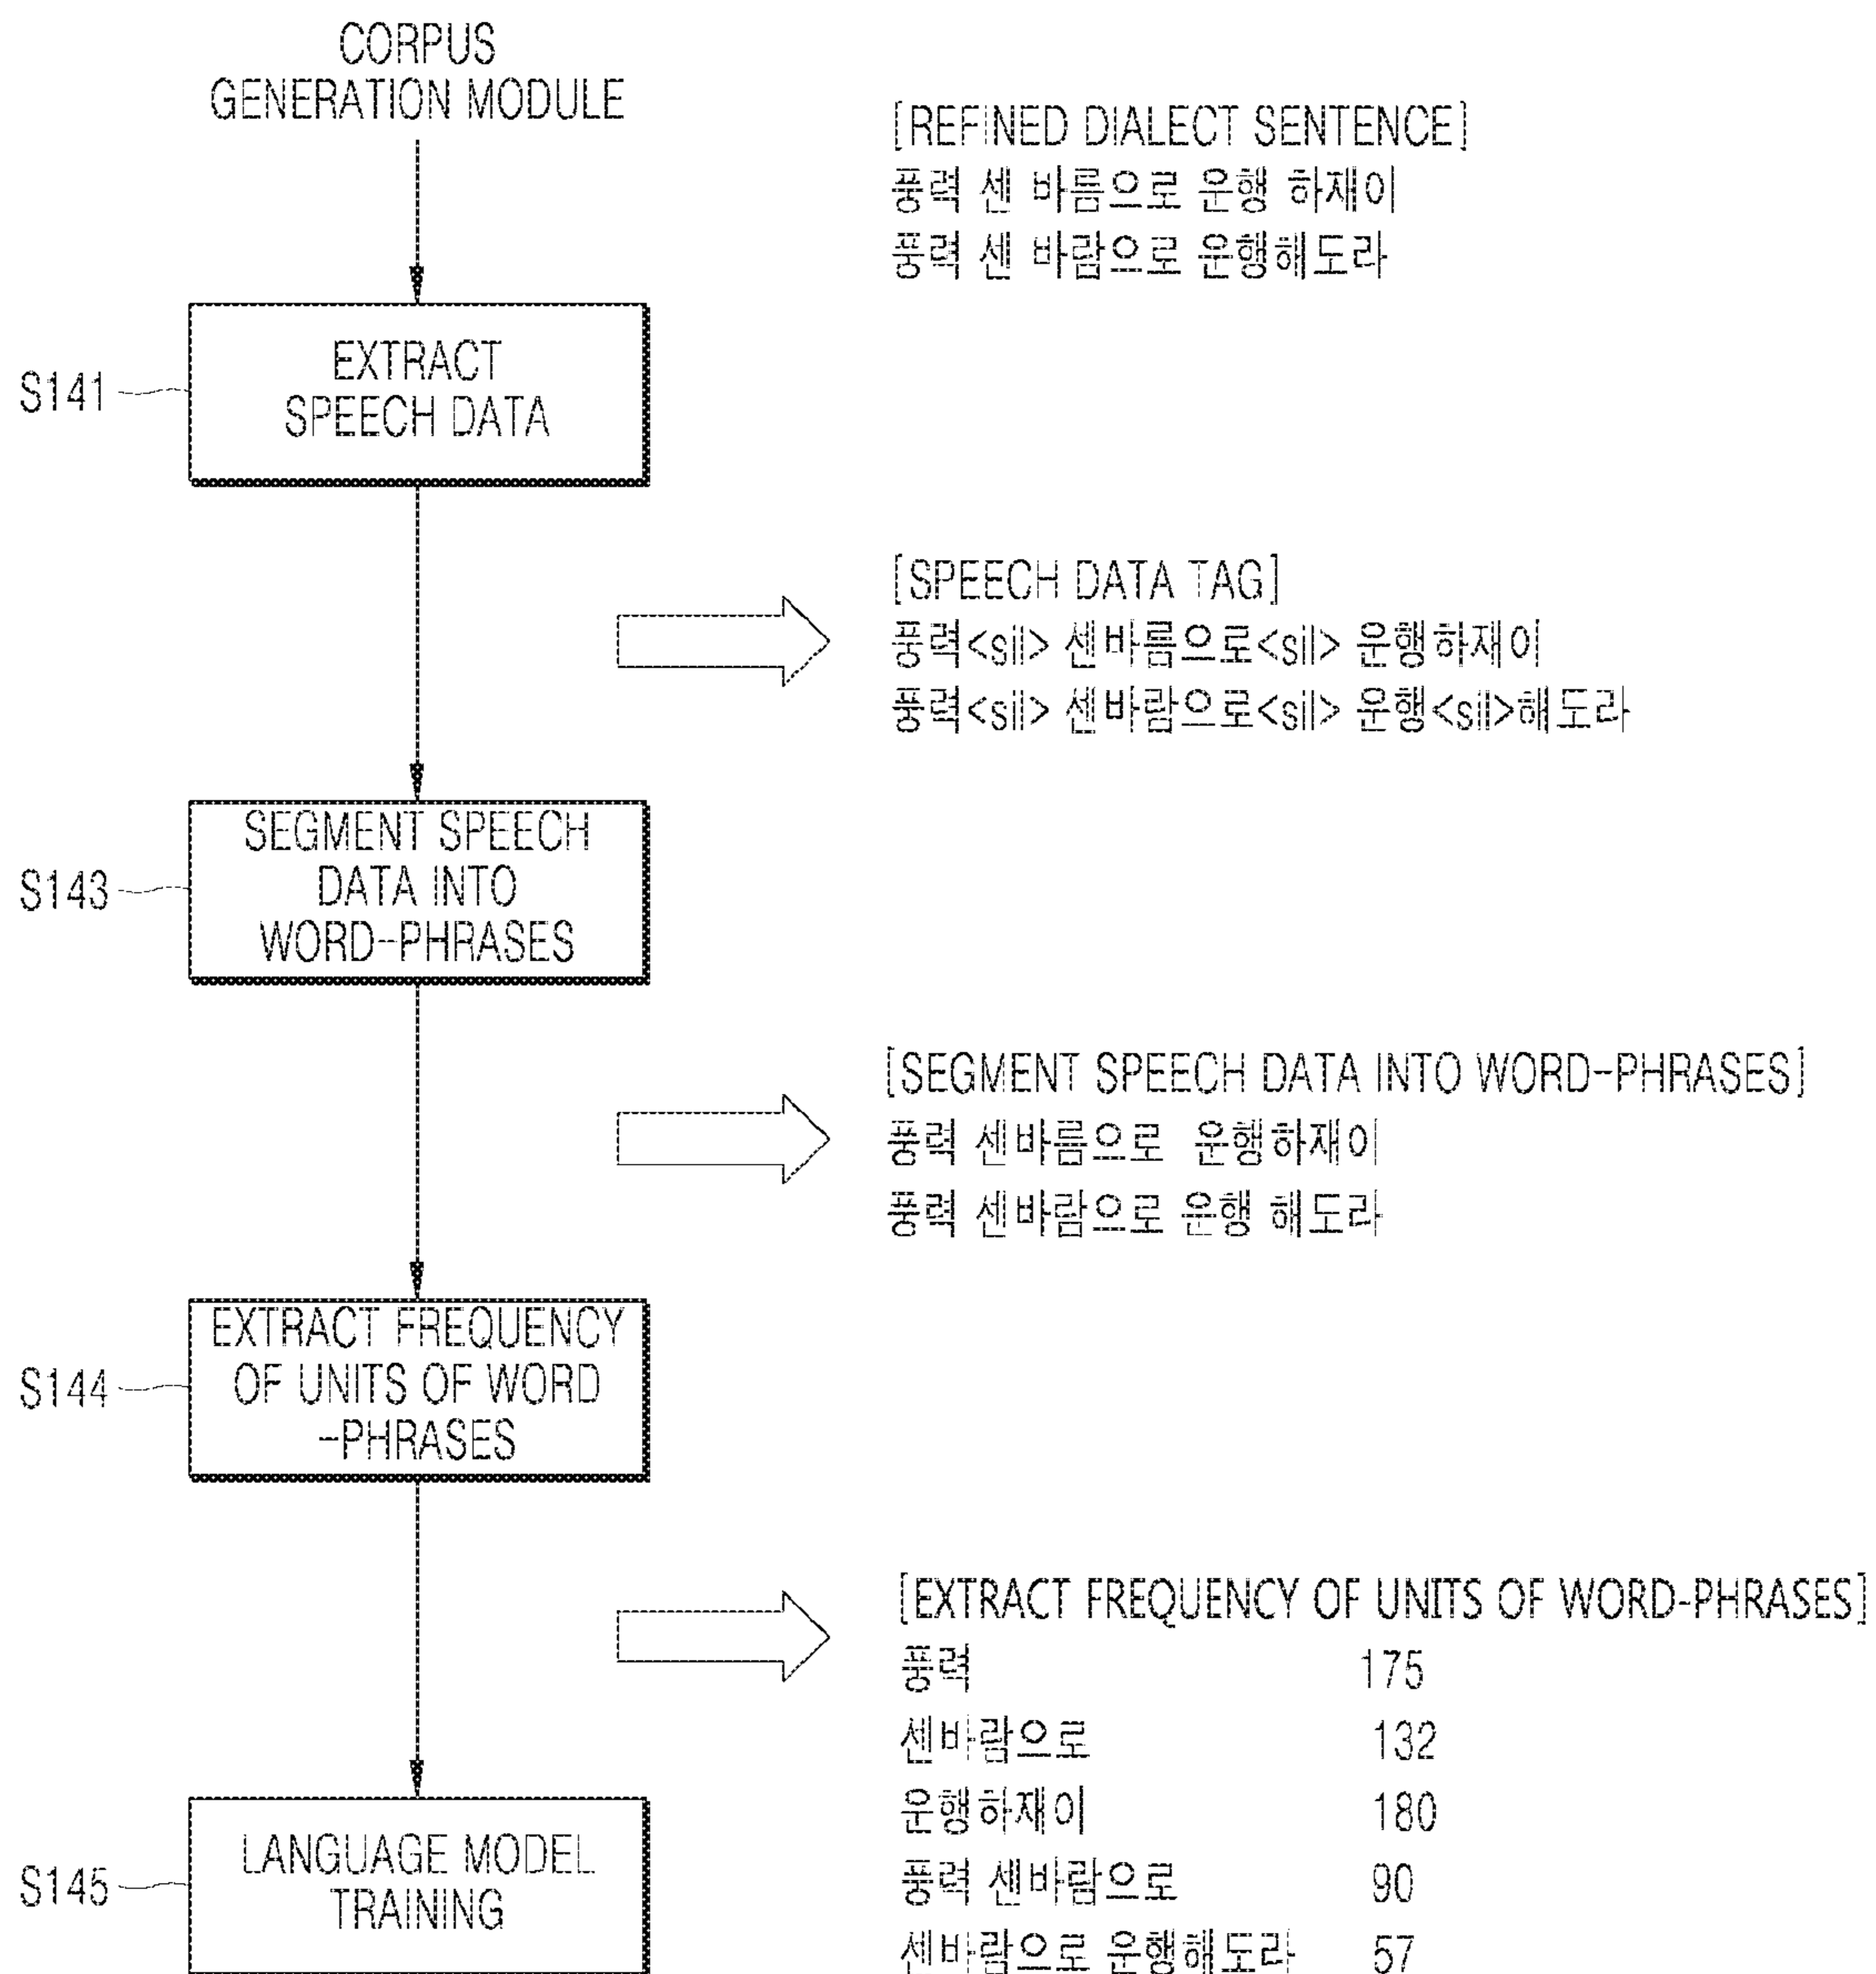 CORPUS
GENERATION MODULE
[REFINED DIALECT SENTENCE]
풍력 센 바름으로 운행 하재이
풍력 센 바람으로 운행해도라
S141
EXTRACT
SPEECH DATA
[SPEECH DATA TAG]
풍력<sil> 센바름으로<sil> 운행하재이
풍력<sil> 센바람으로<sil> 운행<sil>해도라
S143
SEGMENT SPEECH
DATA INTO
WORD-PHRASES
[SEGMENT SPEECH DATA INTO WORD-PHRASES]
풍력 센바름으로 운행하재이
풍력 센바람으로 운행 해도라
S144
EXTRACT FREQUENCY
OF UNITS OF WORD
-PHRASES
[EXTRACT FREQUENCY OF UNITS OF WORD-PHRASES]
풍력 175
센바람으로 132
운행하재이 180
풍력 센바람으로 90
센바람으로 운행해도라 57
S145
LANGUAGE MODEL
TRAINING